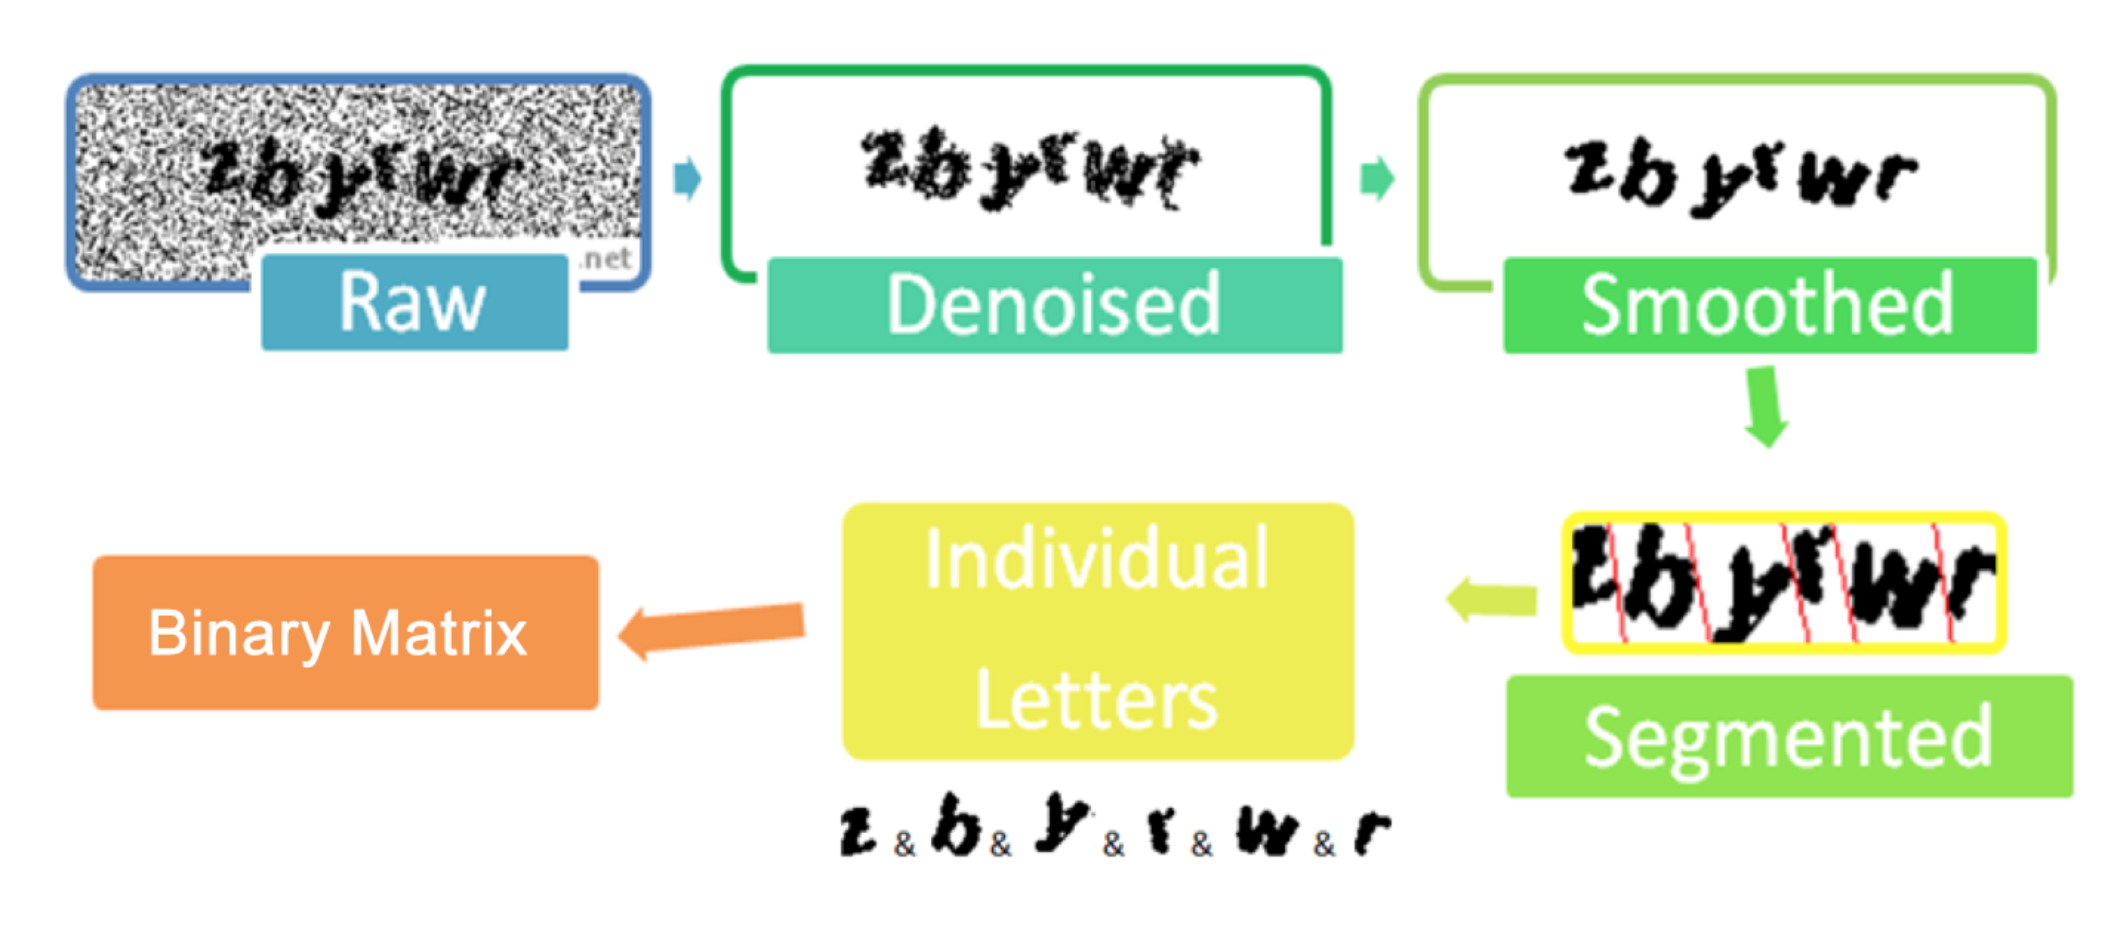 zbyrwr
.net
Raw
zbyrwr
Denoised
zbyrwr
Smoothed
zbyrwr
Segmented
Individual
Letters
z & b & y & r & w & r
Binary Matrix